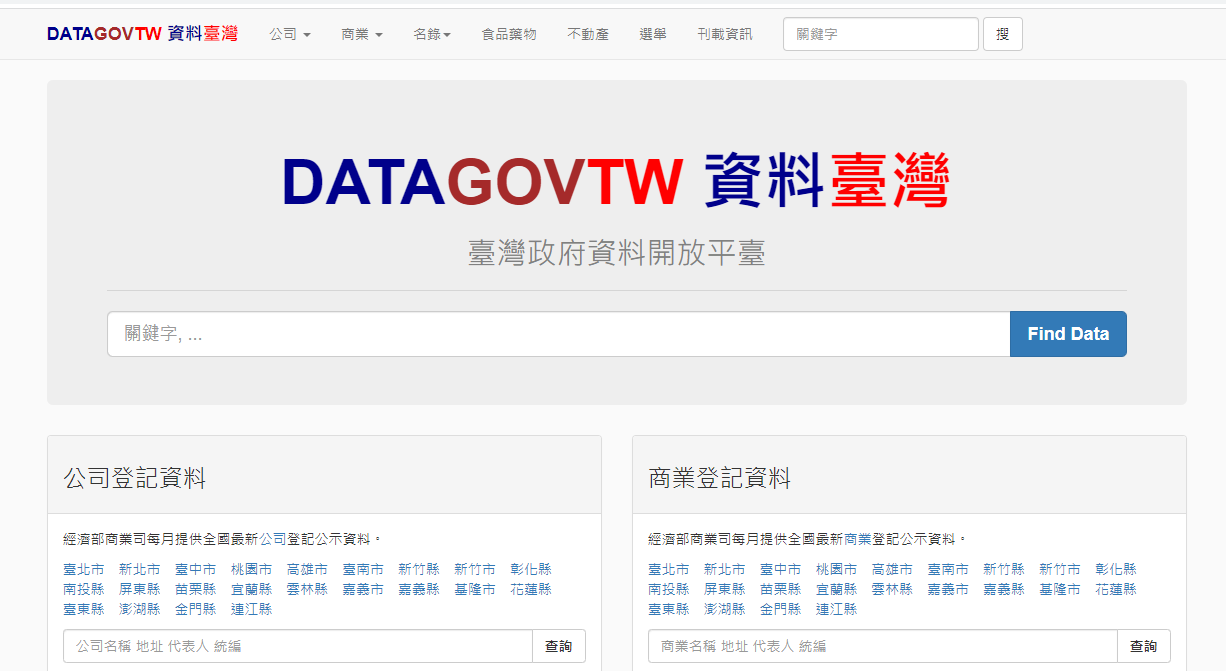 DATAGOVTW 資料臺灣 公司 商業 名錄 食品藥物 不動產 選舉 刊載資訊 關鍵字 搜
DATAGOVTW 資料臺灣
臺灣政府資料開放平臺
關鍵字, ... Find Data
公司登記資料
經濟部商業司每月提供全國最新公司登記公示資料。
臺北市 新北市 臺中市 桃園市 高雄市 臺南市 新竹縣 新竹市 彰化縣
南投縣 屏東縣 苗栗縣 宜蘭縣 雲林縣 嘉義市 嘉義縣 基隆市 花蓮縣
臺東縣 澎湖縣 金門縣 連江縣
公司名稱 地址 代表人 統編 查詢
商業登記資料
經濟部商業司每月提供全國最新商業登記公示資料。
臺北市 新北市 臺中市 桃園市 高雄市 臺南市 新竹縣 新竹市 彰化縣
南投縣 屏東縣 苗栗縣 宜蘭縣 雲林縣 嘉義市 嘉義縣 基隆市 花蓮縣
臺東縣 澎湖縣 金門縣 連江縣
商業名稱 地址 代表人 統編 查詢